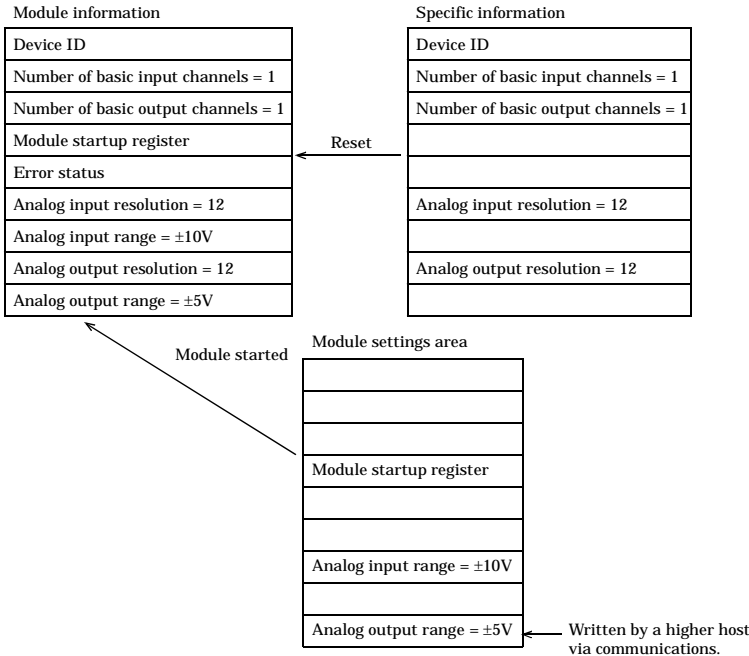 Module information
Device ID
Number of basic input channels = 1
Number of basic output channels = 1
Module startup register
Error status
Analog input resolution = 12
Analog input range = ±10V
Analog output resolution = 12
Analog output range = ±5V
Reset
Specific information
Device ID
Number of basic input channels = 1
Number of basic output channels = 1
Analog input resolution = 12
Analog output resolution = 12
Module started
Module settings area
Module startup register
Analog input range = ±10V
Analog output range = ±5V
Written by a higher host
via communications.